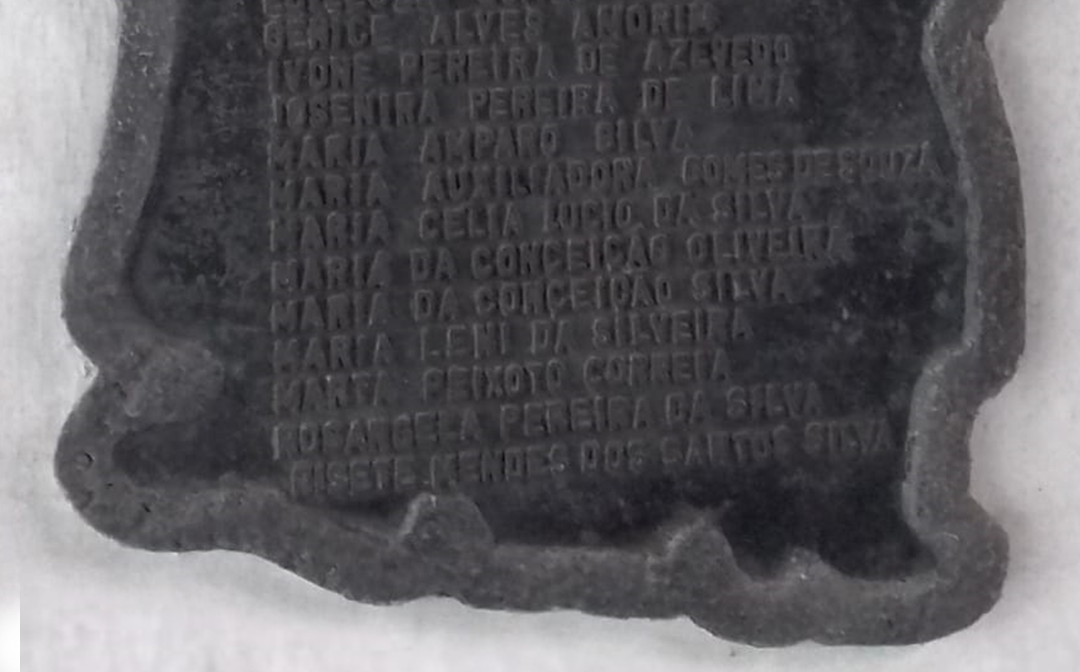 GENICE ALVES AMORIM
IVONE PEREIRA DE AZEVEDO
JOSENIRA PEREIRA DE LIMA
MARIA AMPARO SILVA
MARIA AUXILIADORA GOMES DE SOUZA
MARIA CELIA LUCIO DA SILVA
MARIA DA CONCEIÇÃO OLIVEIRA
MARIA DA CONCEIÇÃO SILVA
MARIA LENI DA SILVEIRA
MARTA PEIXOTO CORREIA
ROSANGELA PEREIRA DA SILVA
RISETE MENDES DOS SANTOS SILVA